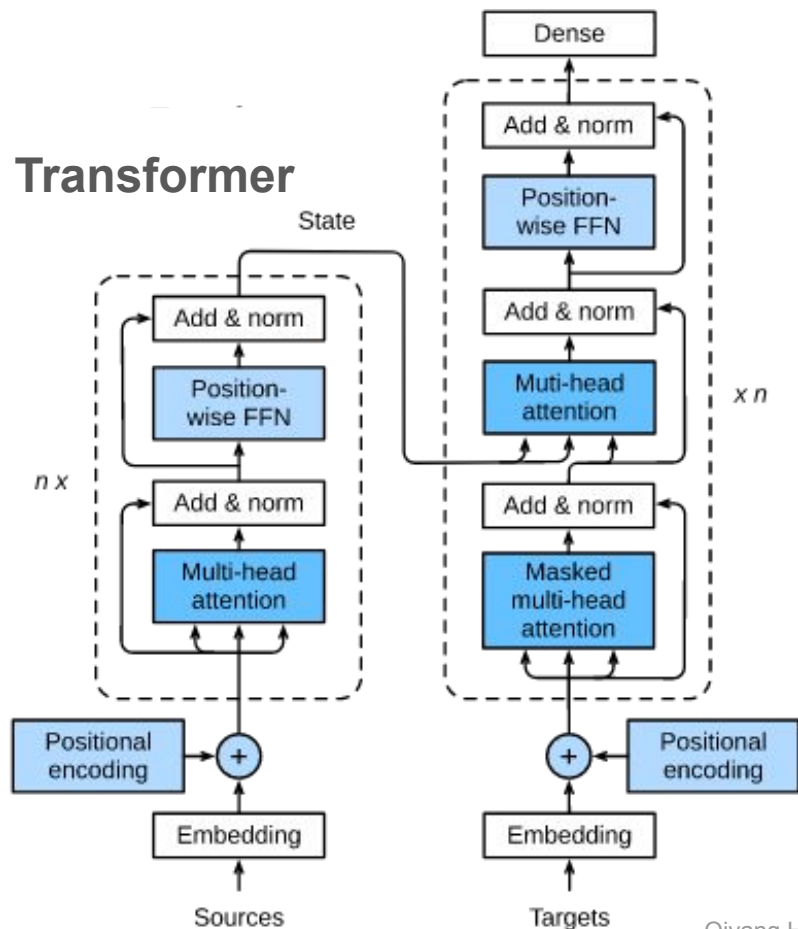 Transformer
Dense
Add & norm
Position-
wise FFN
State
Add & norm
Add & norm
Position-
wise FFN
Muti-head
attention
x n
n x
Add & norm
Add & norm
Multi-head
attention
Masked
multi-head
attention
Positional
encoding
+
+
Positional
encoding
Embedding
Embedding
Sources
Targets